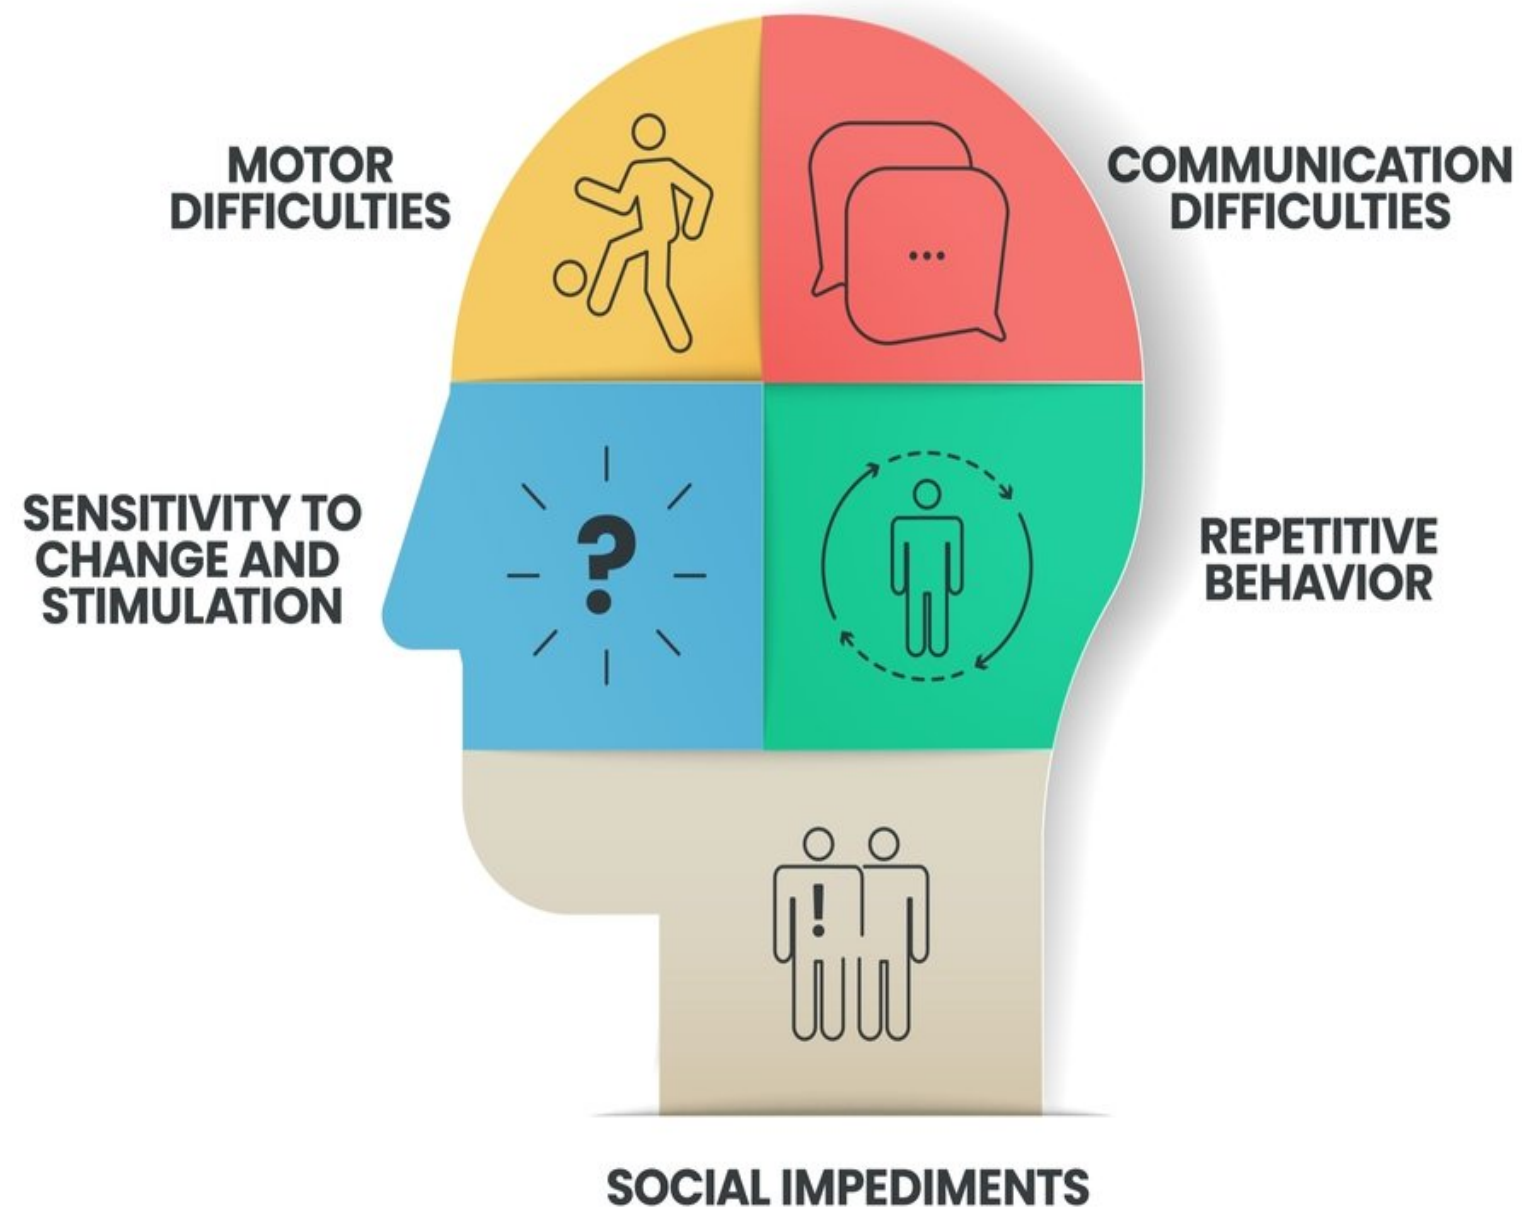 MOTOR
DIFFICULTIES
COMMUNICATION
DIFFICULTIES
...
SENSITIVITY TO
CHANGE AND
STIMULATION
?
REPETITIVE
BEHAVIOR
!
SOCIAL IMPEDIMENTS